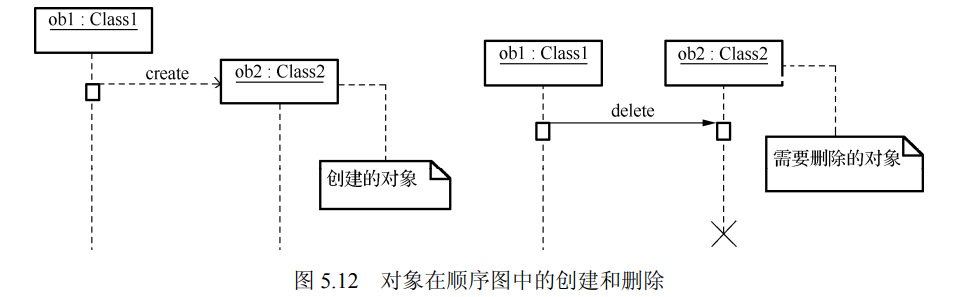 ob1 : Class1
create
ob2 : Class2
创建的对象
ob1 : Class1
ob2 : Class2
delete
需要删除的对象
图 5.12 对象在顺序图中的创建和删除